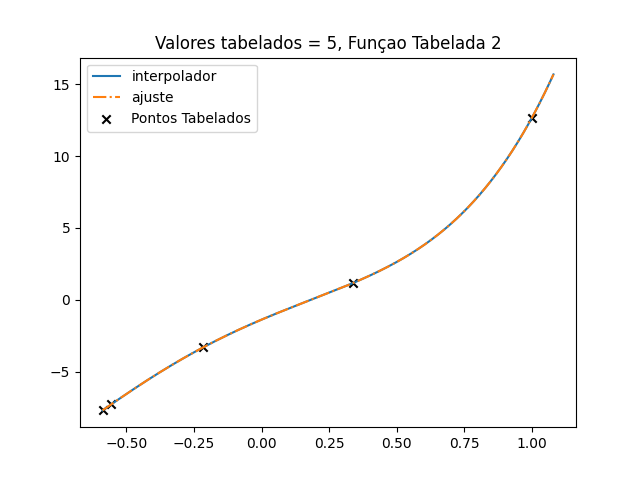 Valores tabelados = 5, Funçao Tabelada 2
interpolador
ajuste
Pontos Tabelados
15
10
5
0
−5
−0.50 −0.25 0.00 0.25 0.50 0.75 1.00